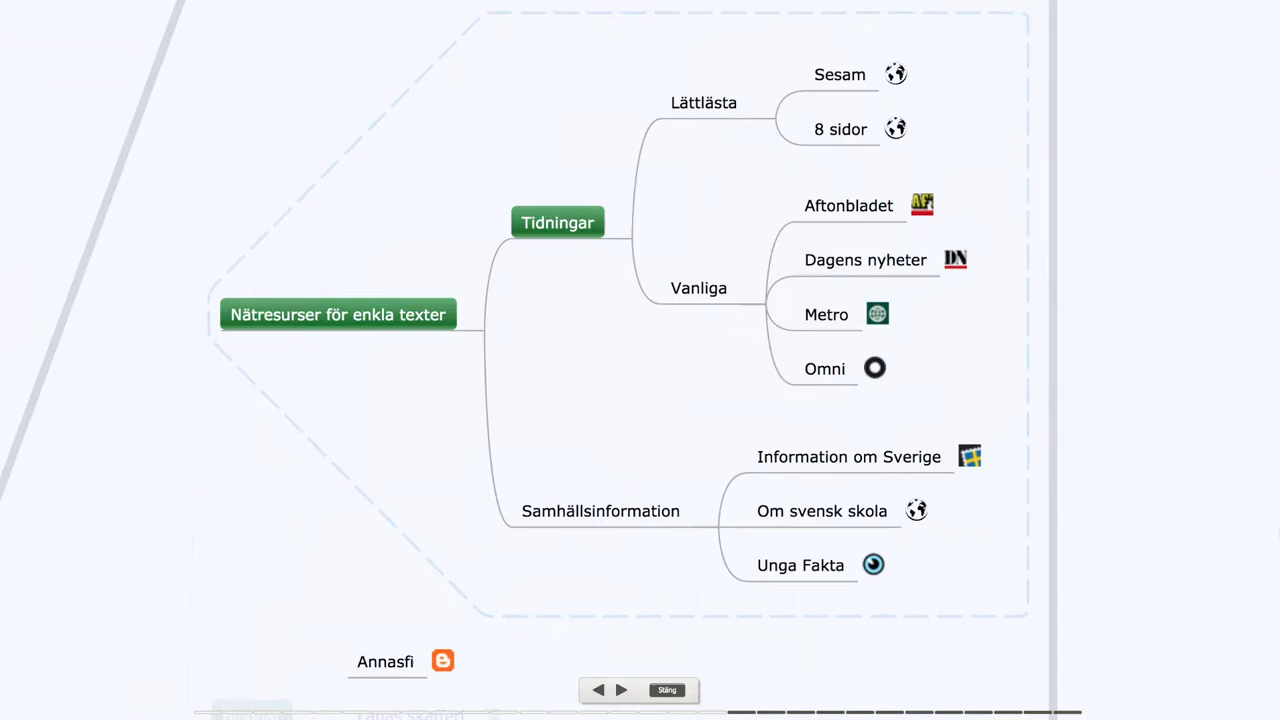 Nätresurser för enkla texter
Tidningar
Lättlästa
Sesam
8 sidor
Vanliga
Aftonbladet
Dagens nyheter
DN
Metro
Omni
Samhällsinformation
Information om Sverige
Om svensk skola
Unga Fakta
Annasfi
Stäng